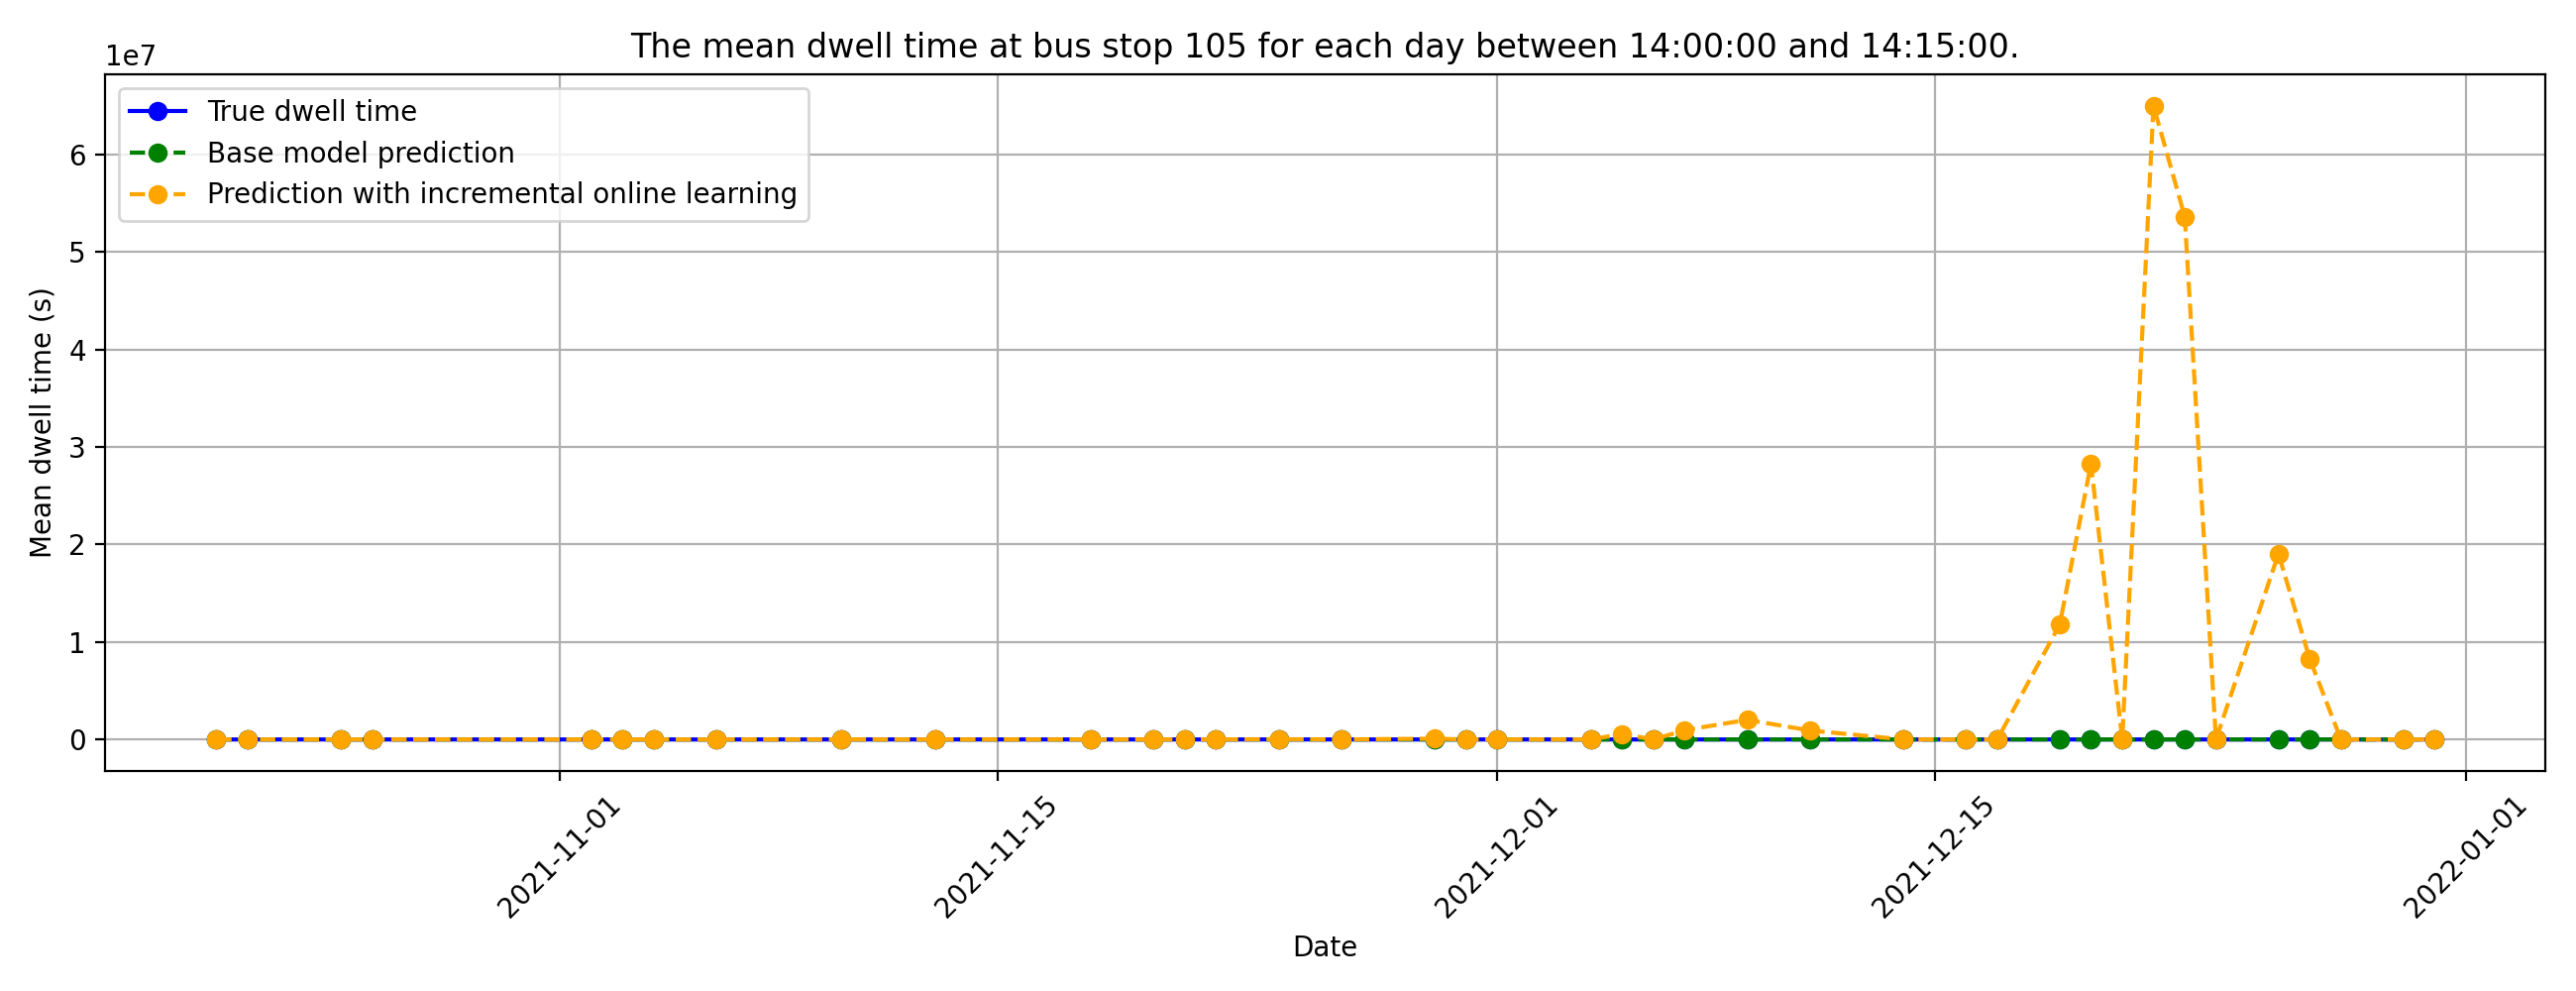 The mean dwell time at bus stop 105 for each day between 14:00:00 and 14:15:00.
1e7
True dwell time
Base model prediction
Prediction with incremental online learning
6
5
4
3
2
1
0
Mean dwell time (s)
2021-11-01
2021-11-15
2021-12-01
2021-12-15
2022-01-01
Date